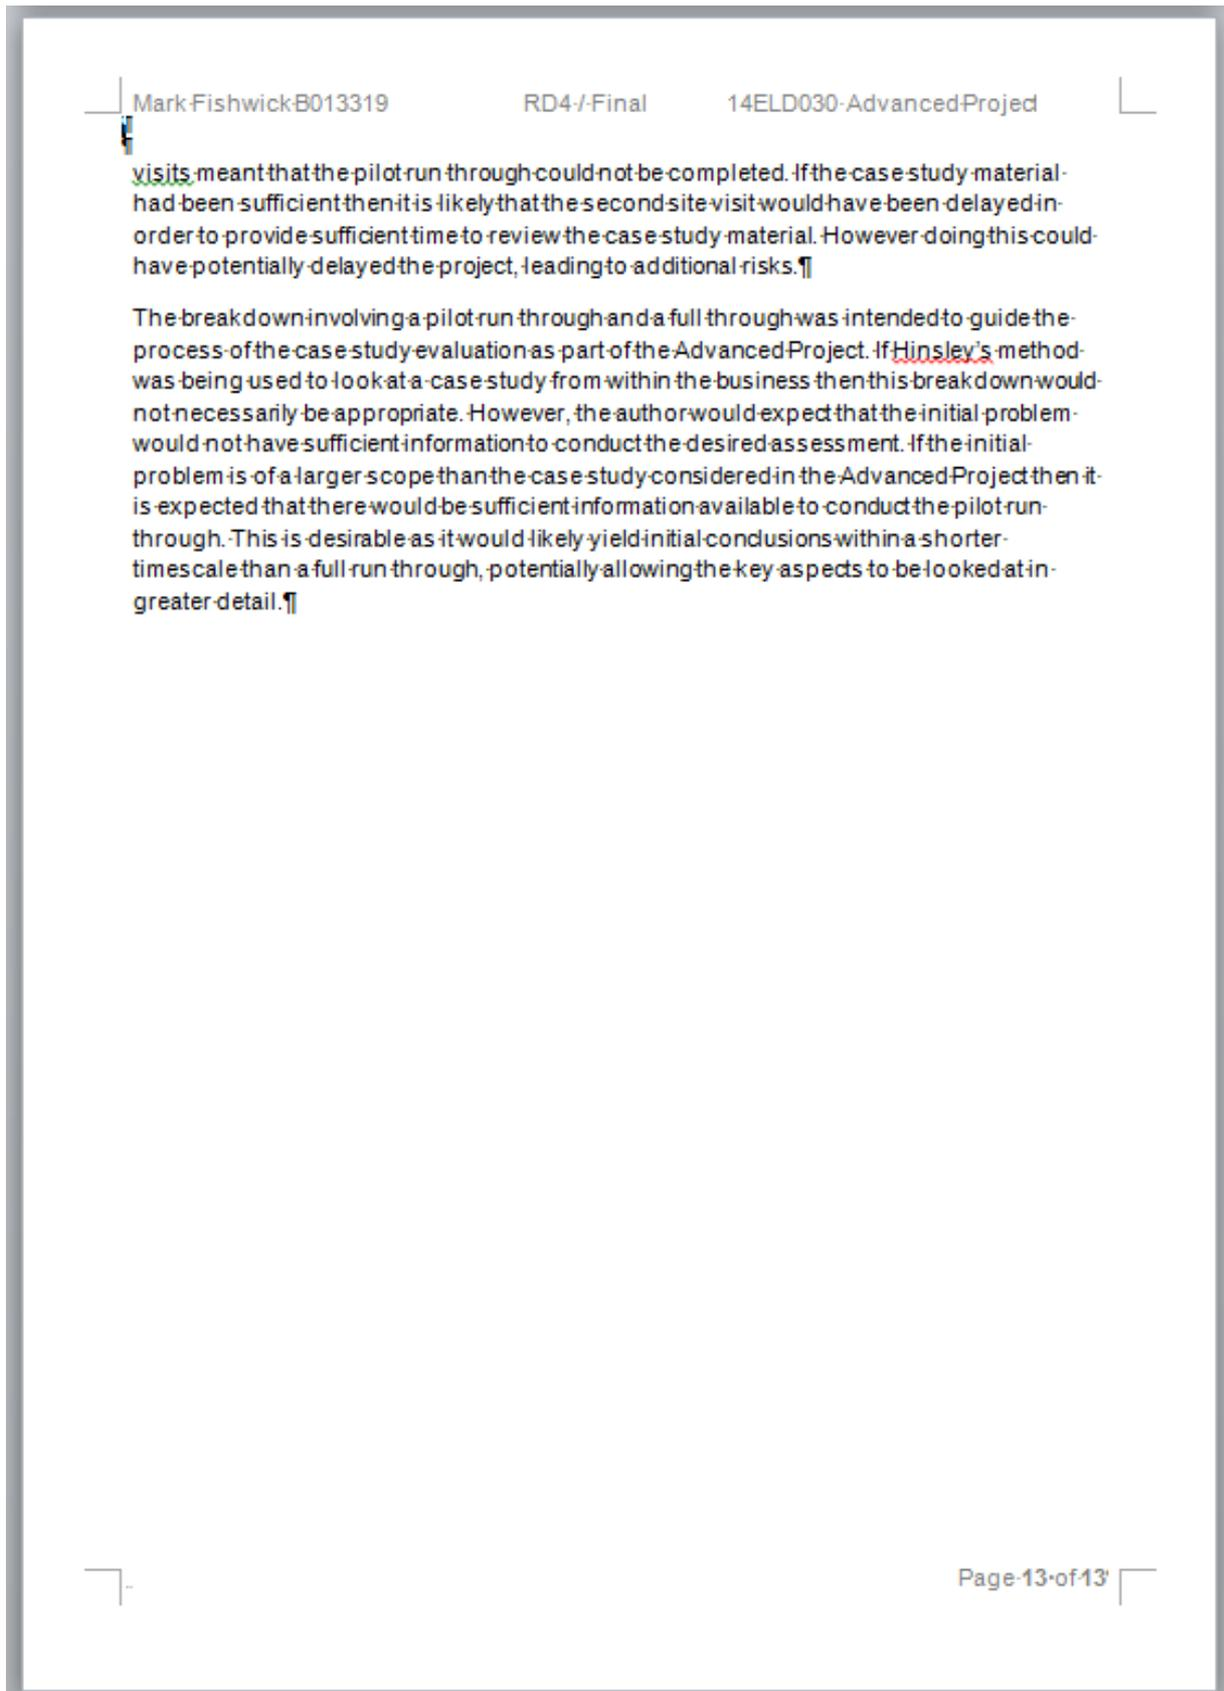 Mark Fishwick B013319 RD4 / Final 14ELD030 Advanced Project
visits meant that the pilot run through could not be completed. If the case study material
had been sufficient then it is likely that the second site visit would have been delayed in
order to provide sufficient time to review the case study material. However doing this could
have potentially delayed the project, leading to additional risks.¶
The breakdown involving a pilot run through and a full through was intended to guide the
process of the case study evaluation as part of the Advanced Project. If Hinsley's method
was being used to look at a case study from within the business then this breakdown would
not necessarily be appropriate. However, the author would expect that the initial problem
would not have sufficient information to conduct the desired assessment. If the initial
problem is of a larger scope than the case study considered in the Advanced Project then it
is expected that there would be sufficient information available to conduct the pilot run
through. This is desirable as it would likely yield initial conclusions within a shorter
timescale than a full run through, potentially allowing the key aspects to be looked at in
greater detail.¶
Page 13 of 13